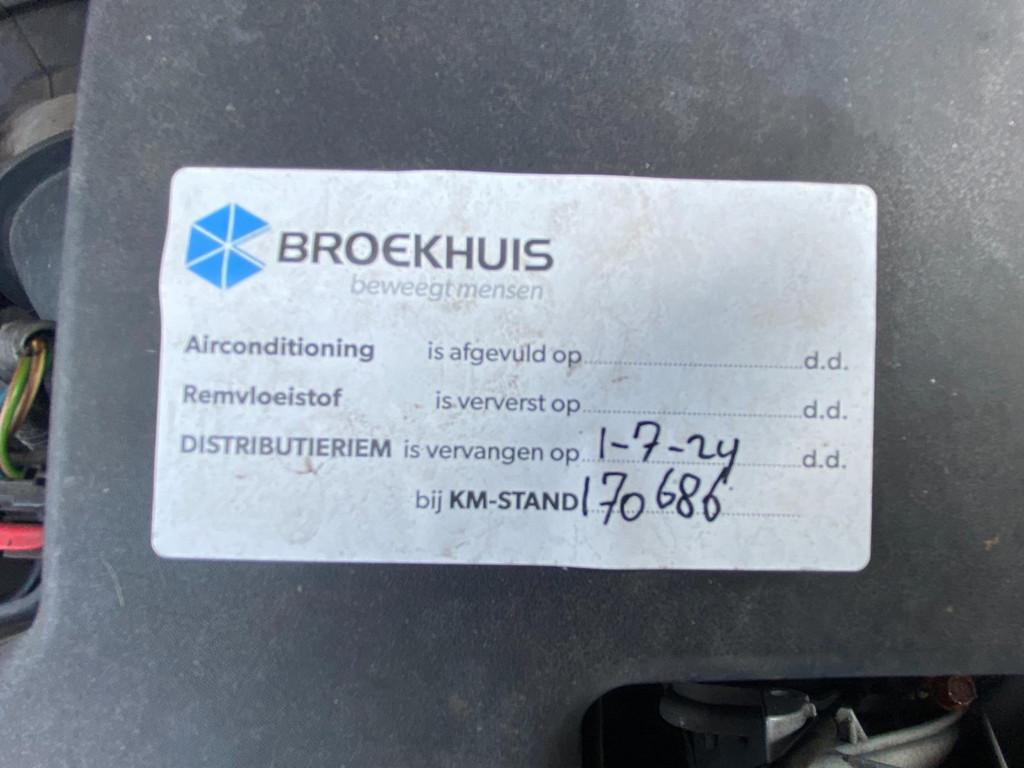 BROEKHUIS
beweegt mensen
Airconditioning is afgevuld op........................................d.d.
Remvloeistof is ververst op........................................d.d.
DISTRIBUTIERIEM is vervangen op 1-7-24 d.d.
bij KM-STAND 170686